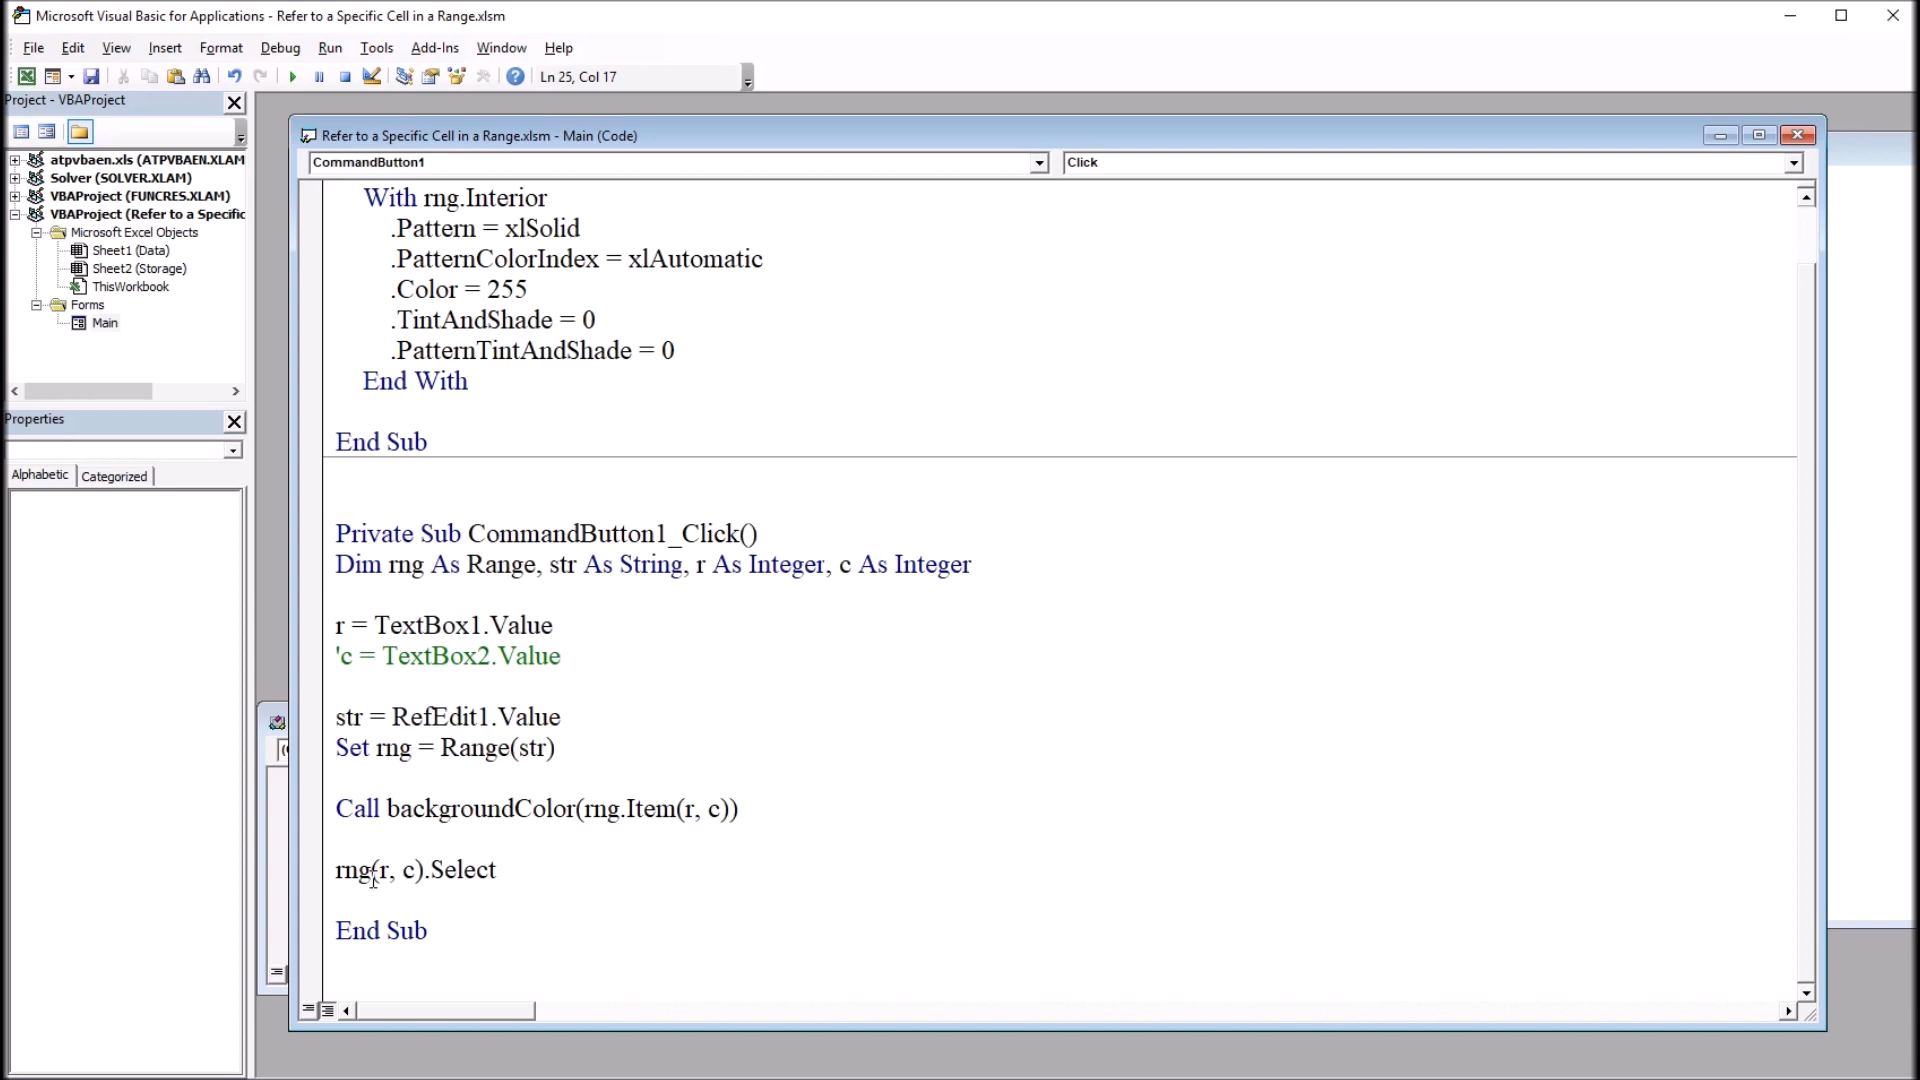 Microsoft Visual Basic for Applications - Refer to a Specific Cell in a Range.xlsm
File Edit View Insert Format Debug Run Tools Add-Ins Window Help
Ln 25, Col 17
Project - VBAProject
atpvbaen.xls (ATPVBAEN.XLAM
Solver (SOLVER.XLAM)
VBAProject (FUNCRES.XLAM)
VBAProject (Refer to a Specific
Microsoft Excel Objects
Sheet1 (Data)
Sheet2 (Storage)
ThisWorkbook
Forms
Main
Properties
Alphabetic Categorized
Refer to a Specific Cell in a Range.xlsm - Main (Code)
CommandButton1 Click
With rng.Interior
.Pattern = xlSolid
.PatternColorIndex = xlAutomatic
.Color = 255
.TintAndShade = 0
.PatternTintAndShade = 0
End With
End Sub
Private Sub CommandButton1_Click()
Dim rng As Range, str As String, r As Integer, c As Integer
r = TextBox1.Value
'c = TextBox2.Value
str = RefEdit1.Value
Set rng = Range(str)
Call backgroundColor(rng.Item(r, c))
rng(r, c).Select
End Sub